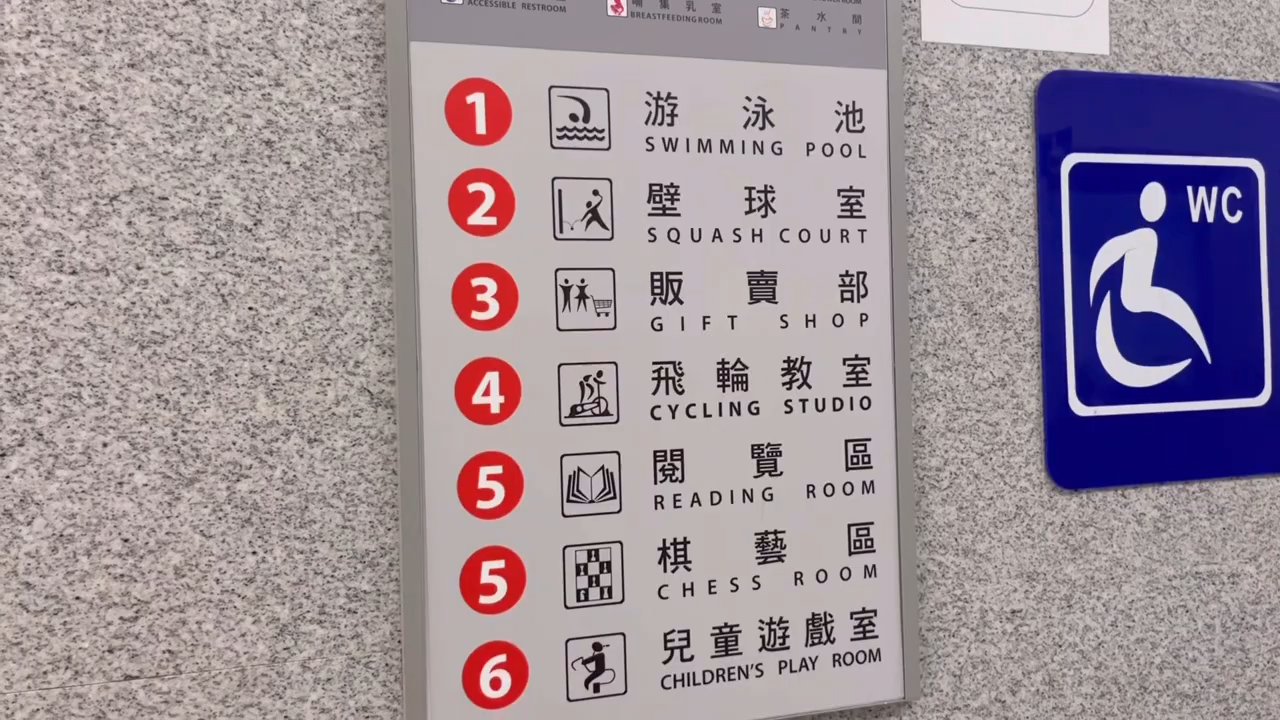 ACCESSIBLE RESTROOM
哺集乳室
BREASTFEEDING ROOM
茶水間
PANTRY
1 游泳池
SWIMMING POOL
2 壁球室
SQUASH COURT
3 販賣部
GIFT SHOP
4 飛輪教室
CYCLING STUDIO
5 閱覽區
READING ROOM
5 棋藝區
CHESS ROOM
6 兒童遊戲室
CHILDREN'S PLAY ROOM
WC